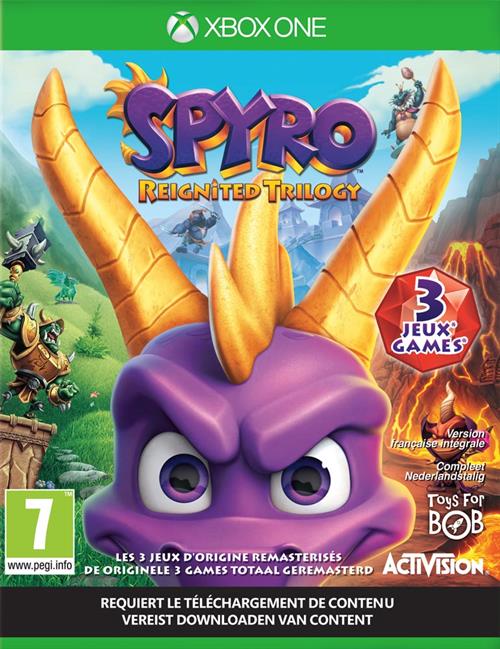 XBOX ONE
SPYRO™
REIGNITED TRILOGY
3
JEUX*
GAMES*
Version
française intégrale
Compleet
Nederlandstalig
TOYS FOR
BOB
7™
www.pegi.info
LES 3 JEUX D'ORIGINE REMASTERISÉS
DE ORIGINELE 3 GAMES TOTAAL GEREMASTERD
ACTIVISION
REQUIERT LE TÉLÉCHARGEMENT DE CONTENU
VEREIST DOWNLOADEN VAN CONTENT